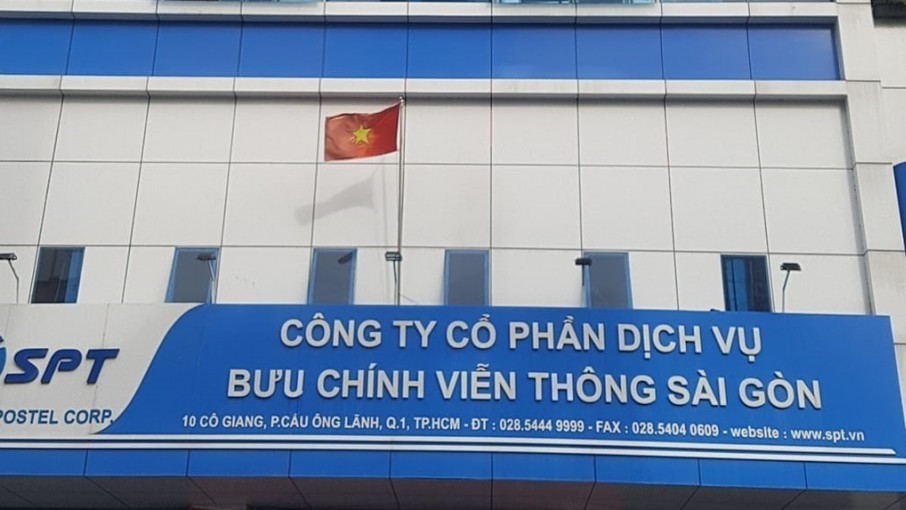 SPT
POSTEL CORP.
CÔNG TY CỔ PHẦN DỊCH VỤ
BƯU CHÍNH VIỄN THÔNG SÀI GÒN
10 CÔ GIANG, P.CẦU ÔNG LÃNH, Q.1, TP.HCM - ĐT : 028.5444 9999 - FAX : 028.5404 0609 - website : www.spt.vn